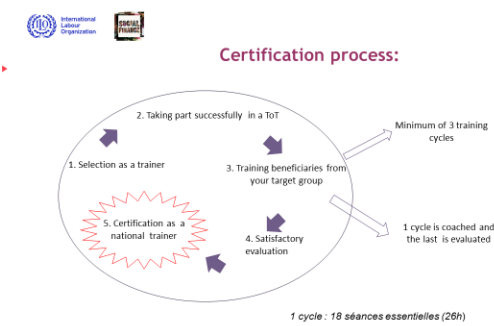 International
Labour
Organization
SOCIAL
FINANCE
Certification process:
2. Taking part successfully in a ToT
Minimum of 3 training
cycles
1. Selection as a trainer
3. Training beneficiaries from
your target group
5. Certification as a
national trainer
4. Satisfactory
evaluation
1 cycle is coached and
the last is evaluated
1 cycle : 18 séances essentielles (26h)